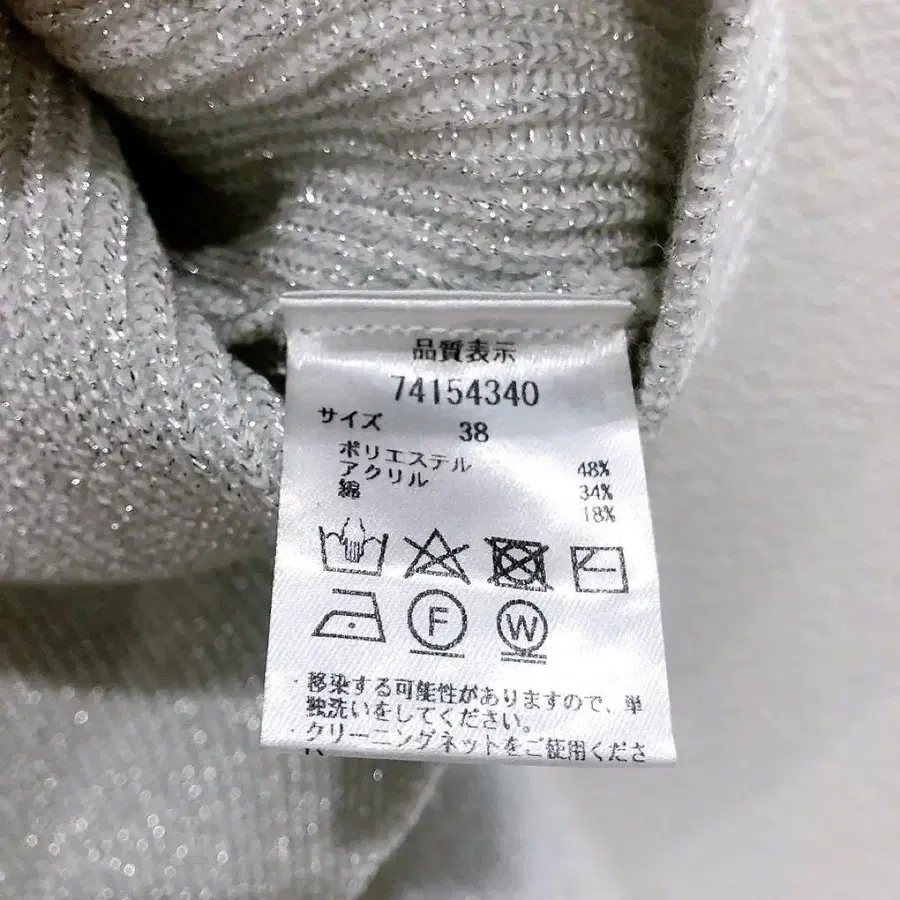 品質表示
74154340
サイズ 38
ポリエステル 48%
アクリル 34%
綿 18%
F W
・移染する可能性がありますので、単
独洗いをしてください。
・クリーニングネットをご使用くださ